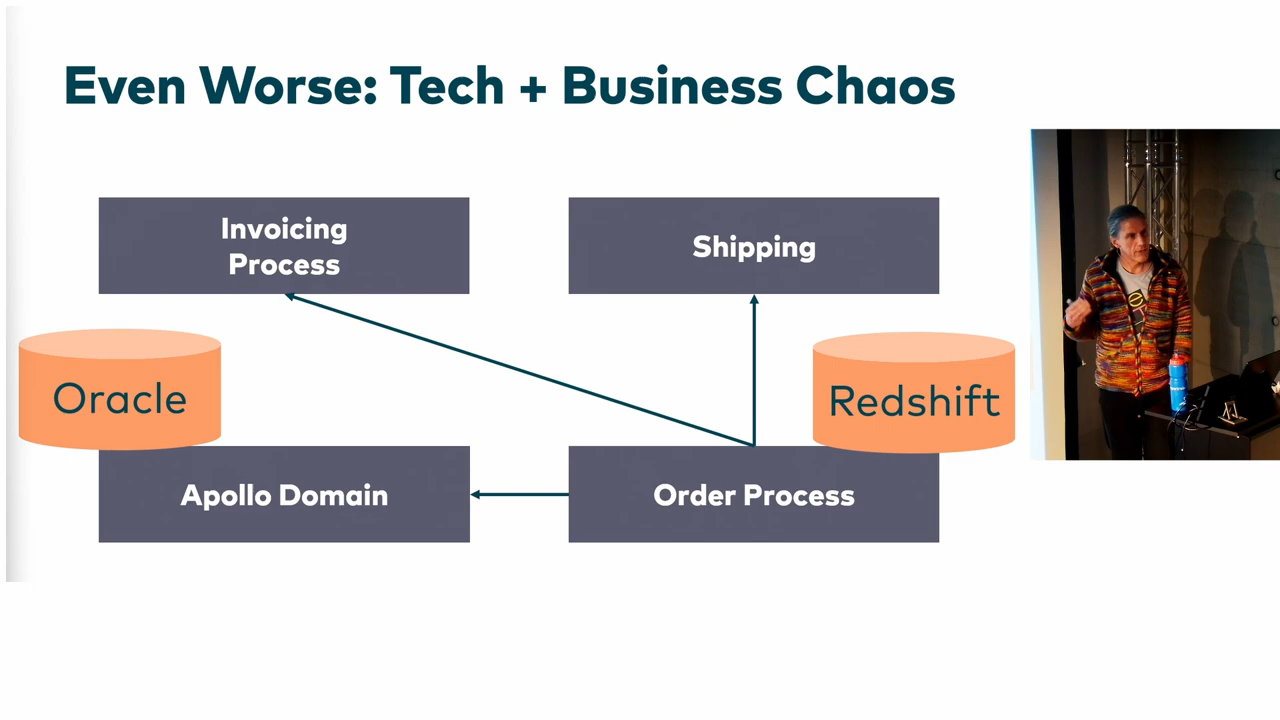 Even Worse: Tech + Business Chaos
Invoicing
Process
Shipping
Oracle
Redshift
Apollo Domain
Order Process